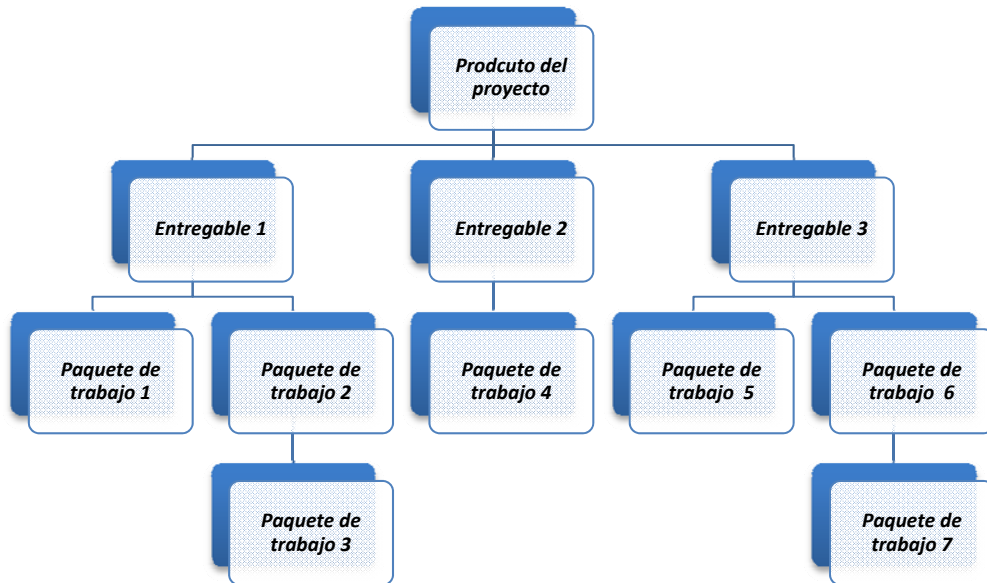 Prodcuto del
proyecto
Entregable 1
Entregable 2
Entregable 3
Paquete de
trabajo 1
Paquete de
trabajo 2
Paquete de
trabajo 4
Paquete de
trabajo 5
Paquete de
trabajo 6
Paquete de
trabajo 3
Paquete de
trabajo 7